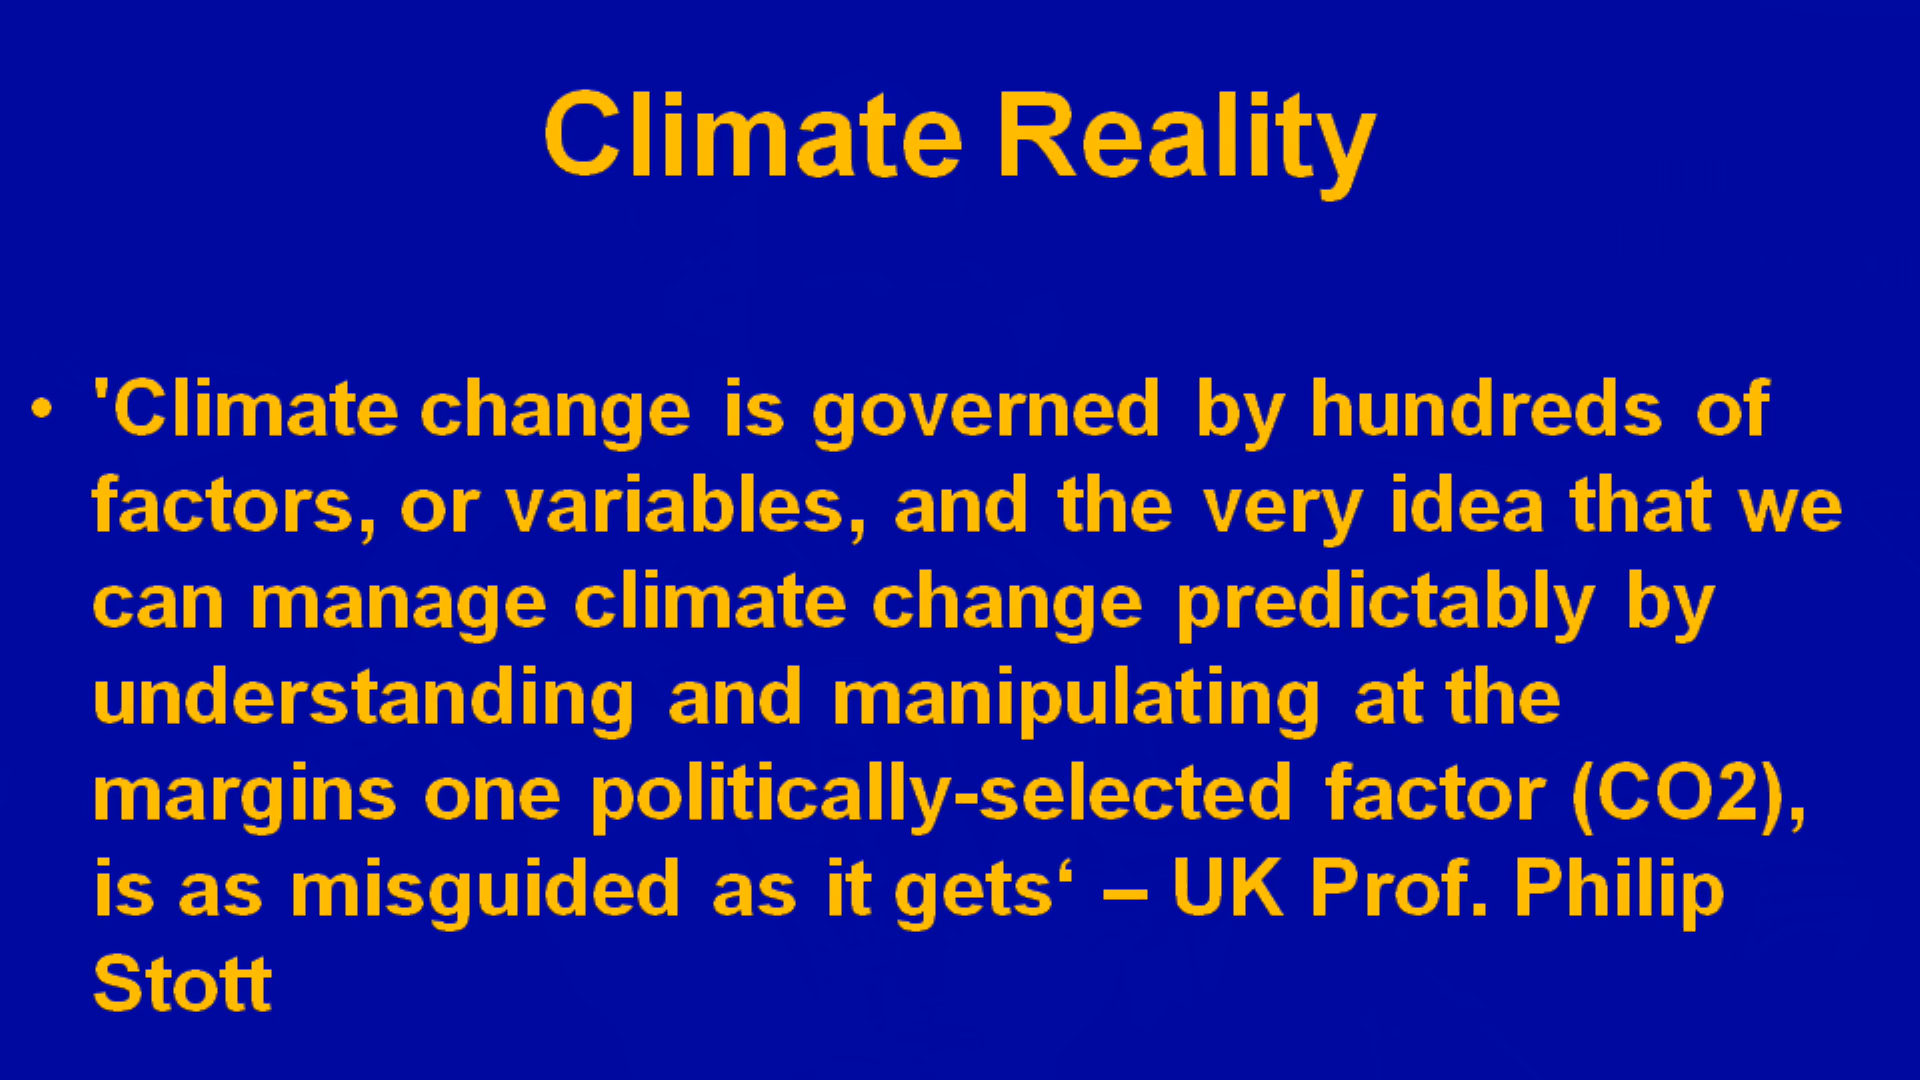 Climate Reality
• 'Climate change is governed by hundreds of
factors, or variables, and the very idea that we
can manage climate change predictably by
understanding and manipulating at the
margins one politically-selected factor (CO2),
is as misguided as it gets‘ – UK Prof. Philip
Stott